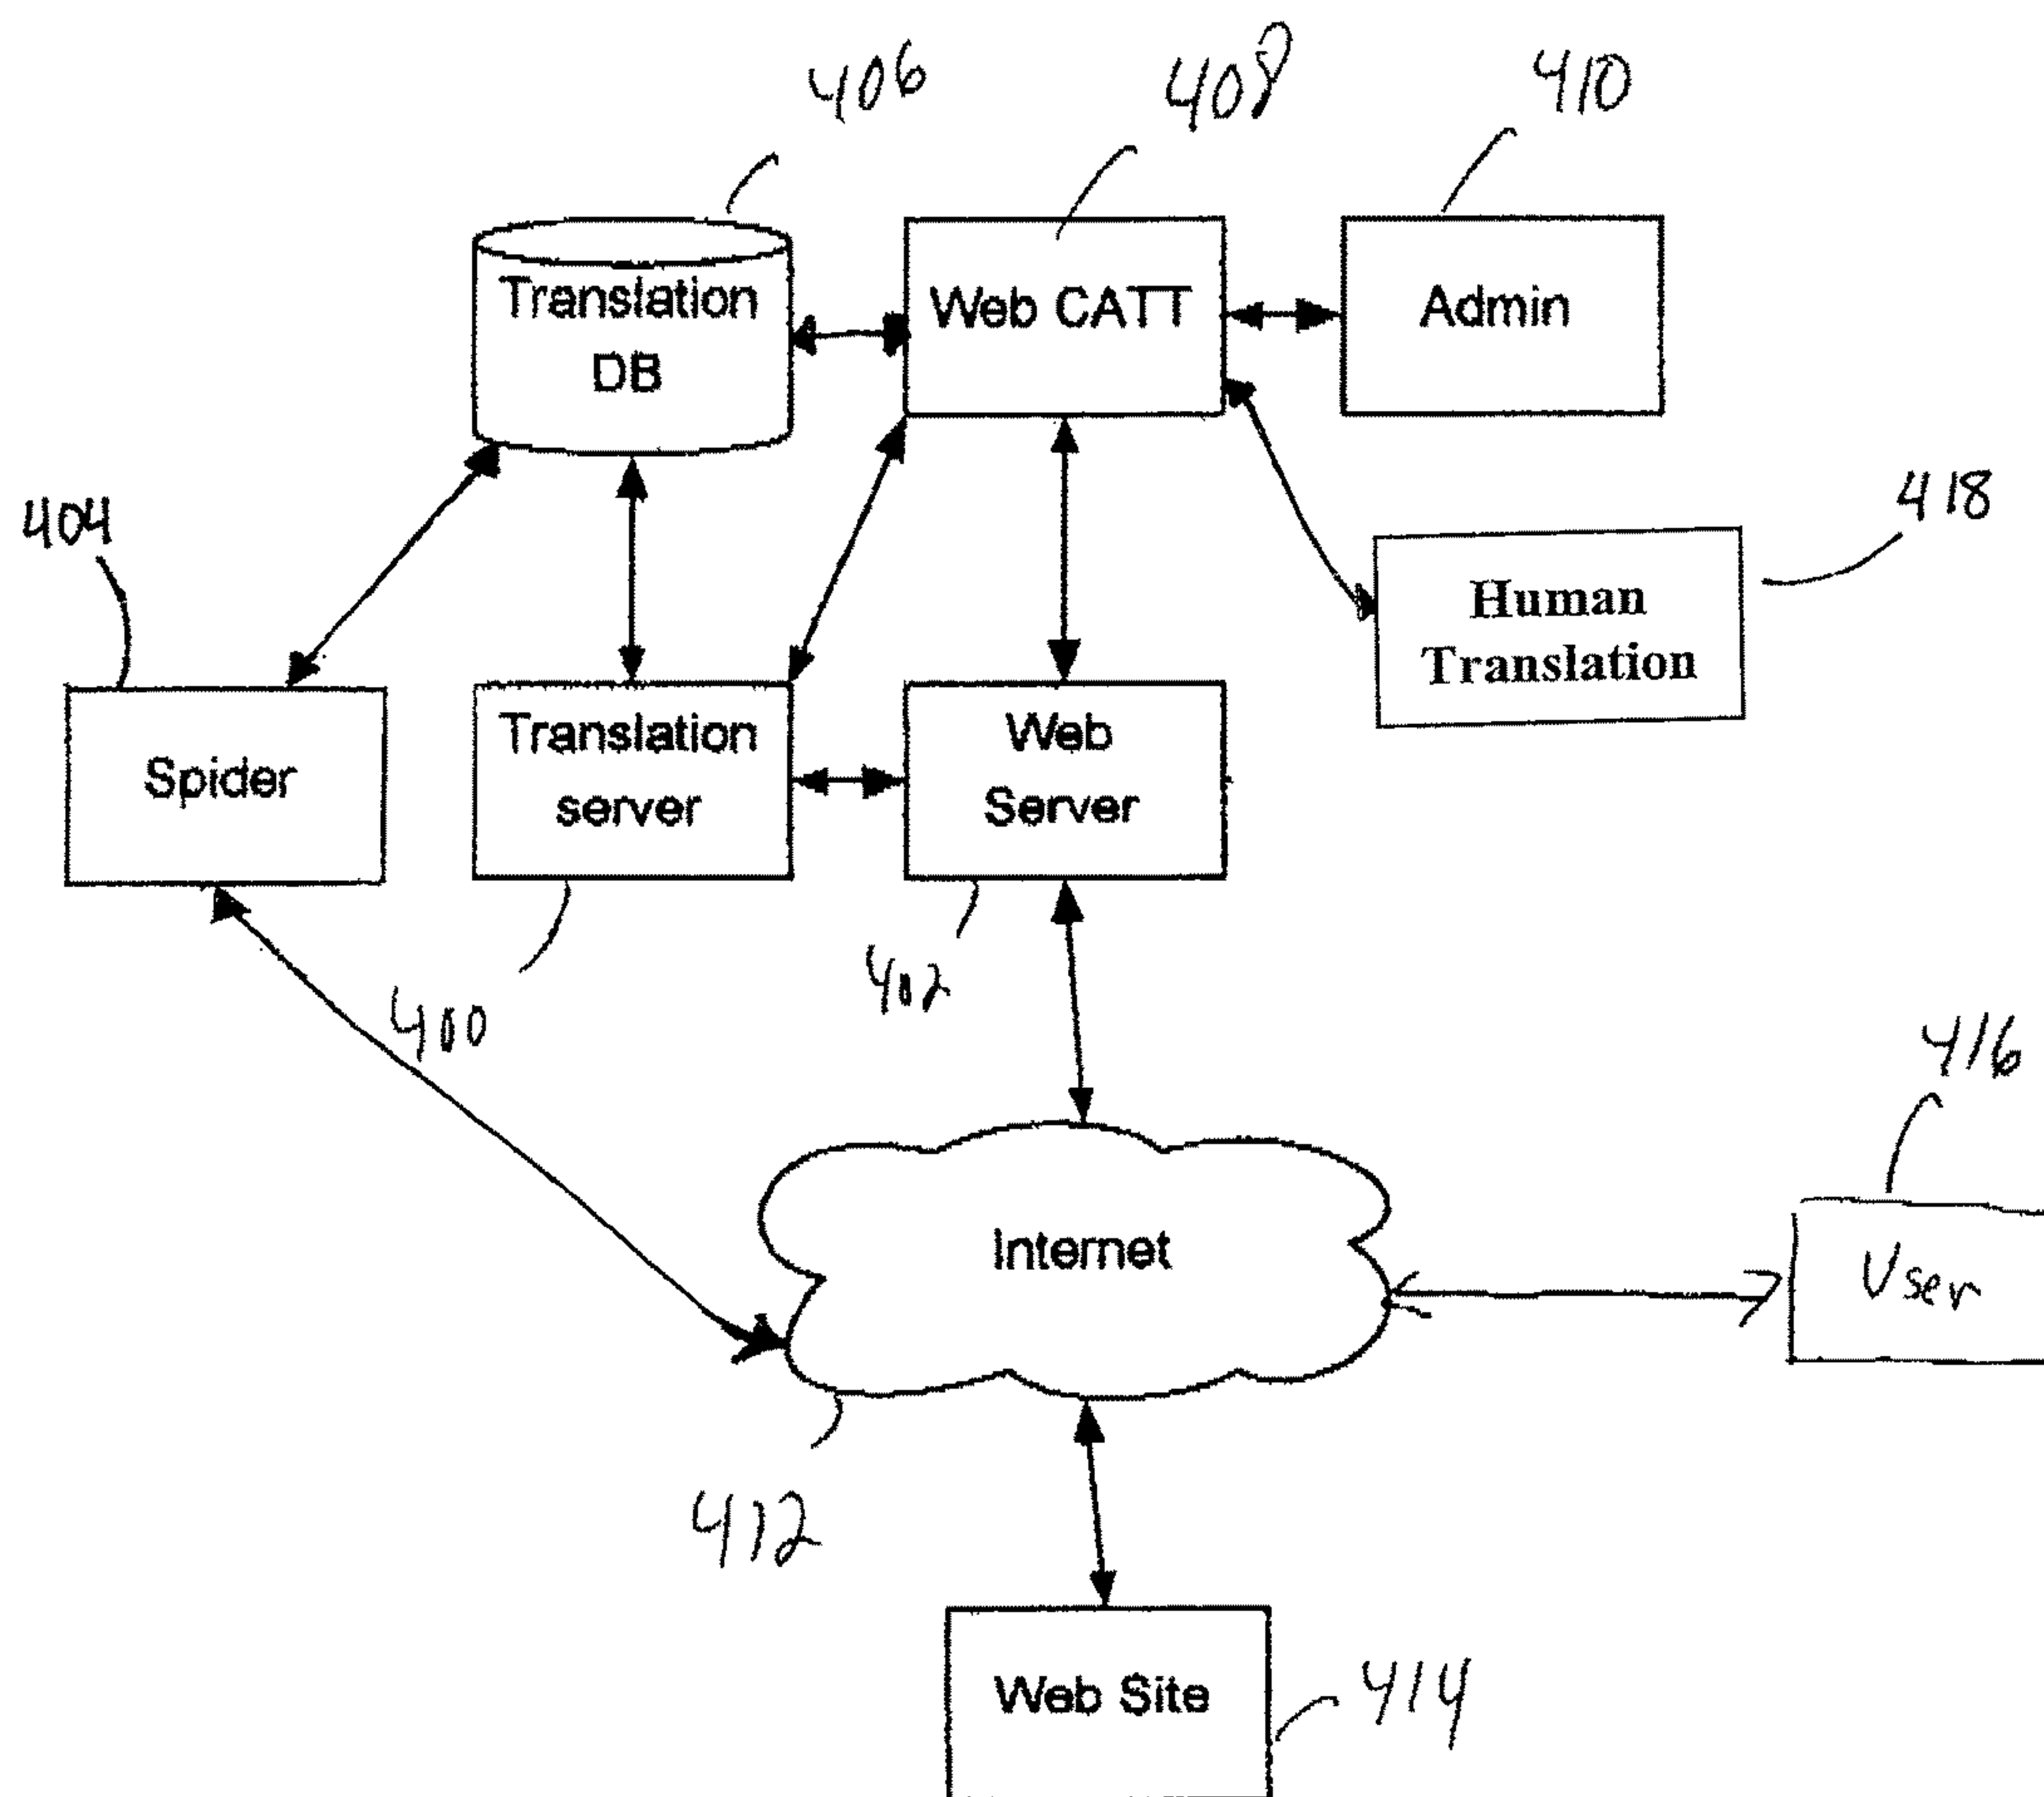 406
408
410
Translation
DB
Web CATT
Admin
404
418
Human
Translation
Spider
Translation
server
Web
Server
400
402
416
Internet
User
412
Web Site
414